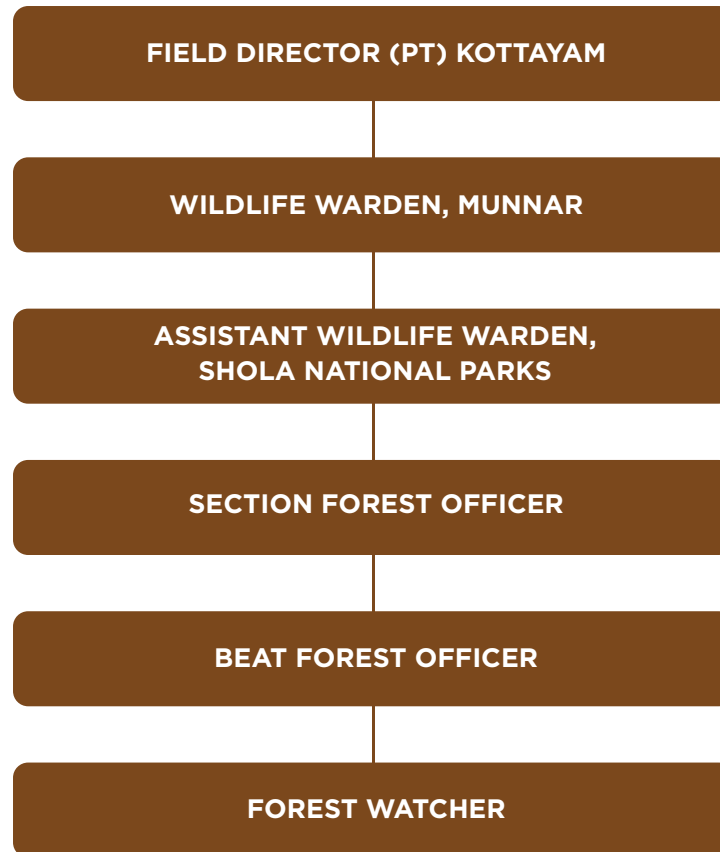 FIELD DIRECTOR (PT) KOTTAYAM
WILDLIFE WARDEN, MUNNAR
ASSISTANT WILDLIFE WARDEN,
SHOLA NATIONAL PARKS
SECTION FOREST OFFICER
BEAT FOREST OFFICER
FOREST WATCHER